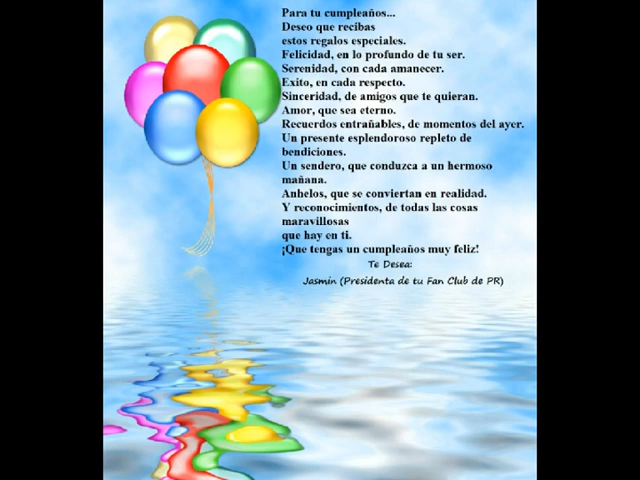 Para tu cumpleaños...
Deseo que recibas
estos regalos especiales.
Felicidad, en lo profundo de tu ser.
Serenidad, con cada amanecer.
Exito, en cada respecto.
Sinceridad, de amigos que te quieran.
Amor, que sea eterno.
Recuerdos entrañables, de momentos del ayer.
Un presente esplendoroso repleto de
bendiciones.
Un sendero, que conduzca a un hermoso
mañana.
Anhelos, que se conviertan en realidad.
Y reconocimientos, de todas las cosas
maravillosas
que hay en ti.
¡Que tengas un cumpleaños muy feliz!
Te Desea:
Jasmin (Presidenta de tu Fan Club de PR)